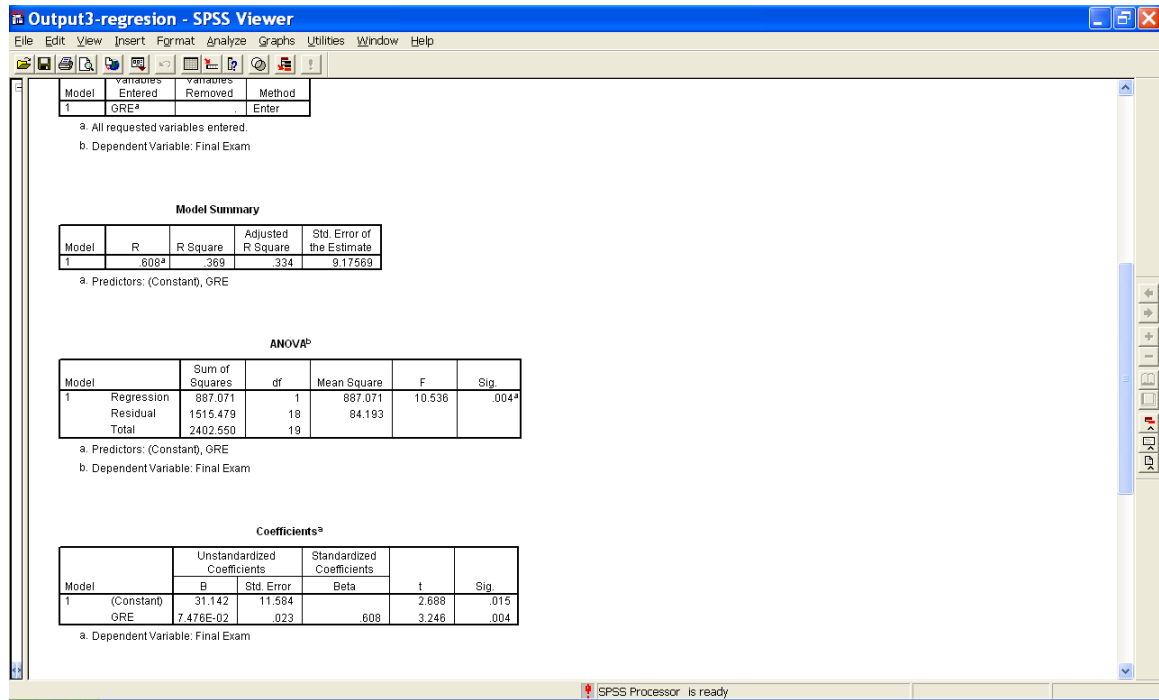 Output3-regresion - SPSS Viewer
File Edit View Insert Format Analyze Graphs Utilities Window Help
Variables Variables
Model Entered Removed Method
1 GREa . Enter
a. All requested variables entered.
b. Dependent Variable: Final Exam
Model Summary
Adjusted Std. Error of
Model R R Square R Square the Estimate
1 .608a .369 .334 9.17569
a. Predictors: (Constant), GRE
ANOVAb
Sum of
Model Squares df Mean Square F Sig.
1 Regression 887.071 1 887.071 10.536 .004a
Residual 1515.479 18 84.193
Total 2402.550 19
a. Predictors: (Constant), GRE
b. Dependent Variable: Final Exam
Coefficientsa
Unstandardized Standardized
Coefficients Coefficients
Model B Std. Error Beta t Sig.
1 (Constant) 31.142 11.584 2.688 .015
GRE 7.476E-02 .023 .608 3.246 .004
a. Dependent Variable: Final Exam
SPSS Processor is ready